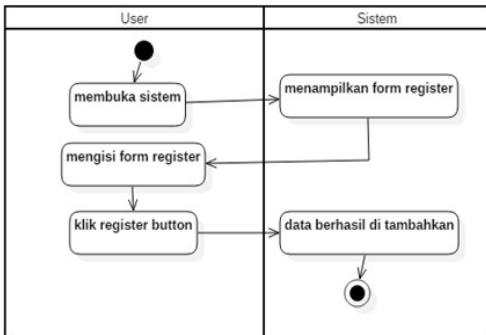 User
Sistem
membuka sistem
menampilkan form register
mengisi form register
klik register button
data berhasil di tambahkan